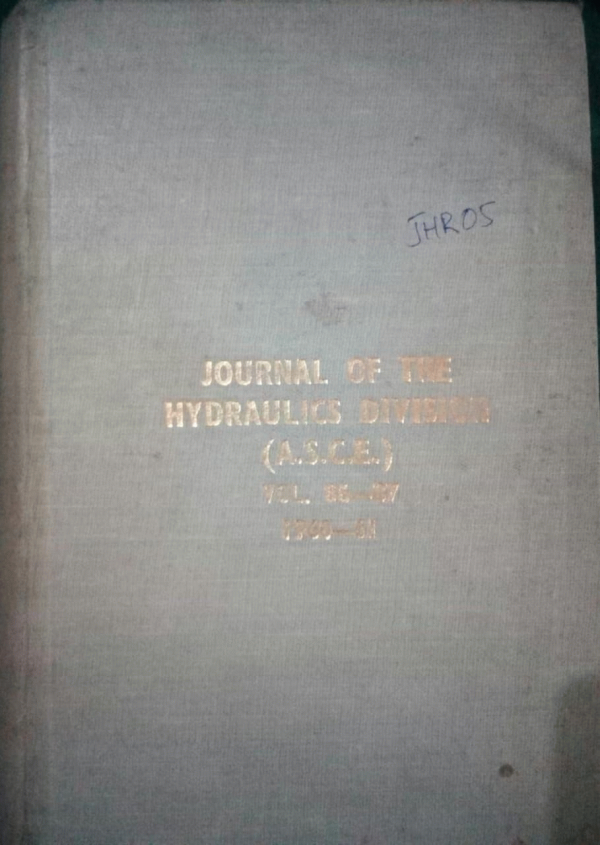 JHR05
JOURNAL OF THE
HYDRAULICS DIVISION
(A.S.C.E.)
VOL. 86-87
1960-61